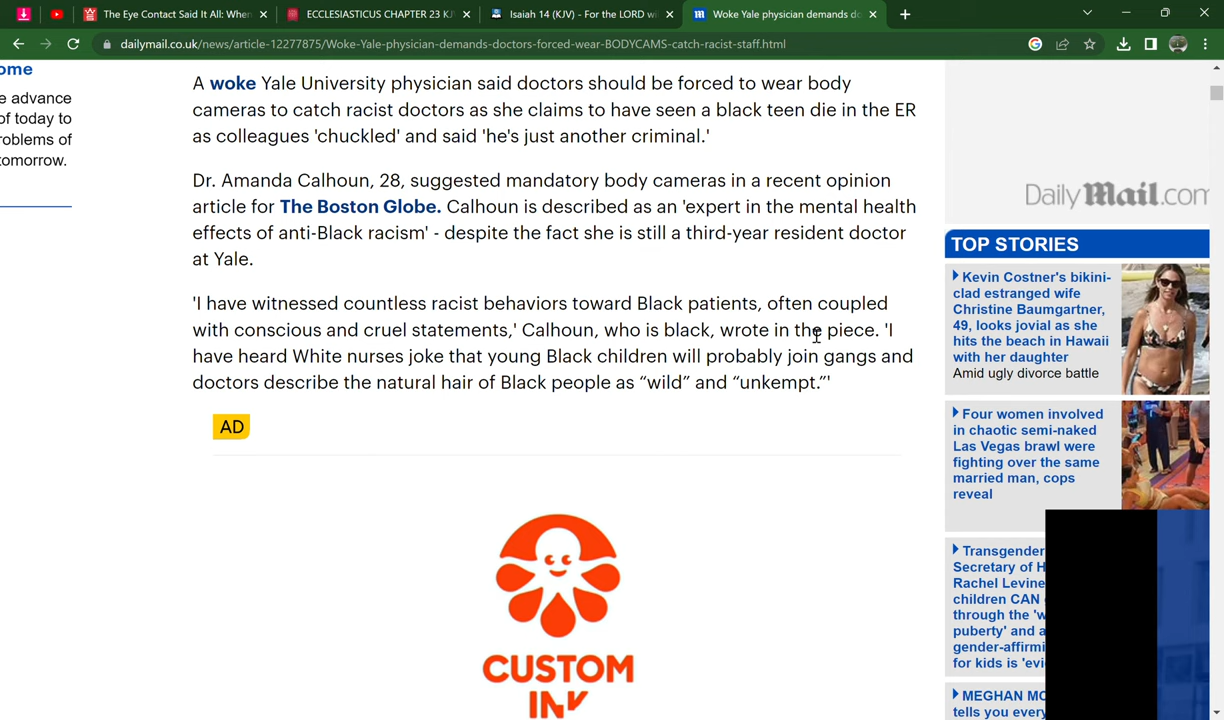 The Eye Contact Said It All: When
ECCLESIASTICUS CHAPTER 23 KJ
Isaiah 14 (KJV) - For the LORD wi
Woke Yale physician demands do
dailymail.co.uk/news/article-12277875/Woke-Yale-physician-demands-doctors-forced-wear-BODYCAMS-catch-racist-staff.html
ome
e advance
of today to
roblems of
tomorrow.
A woke Yale University physician said doctors should be forced to wear body
cameras to catch racist doctors as she claims to have seen a black teen die in the ER
as colleagues 'chuckled' and said 'he's just another criminal.'
Dr. Amanda Calhoun, 28, suggested mandatory body cameras in a recent opinion
article for The Boston Globe. Calhoun is described as an 'expert in the mental health
effects of anti-Black racism' - despite the fact she is still a third-year resident doctor
at Yale.
'I have witnessed countless racist behaviors toward Black patients, often coupled
with conscious and cruel statements,' Calhoun, who is black, wrote in the piece. 'I
have heard White nurses joke that young Black children will probably join gangs and
doctors describe the natural hair of Black people as “wild” and “unkempt.”'
AD
CUSTOM
INK
Daily Mail.com
TOP STORIES
Kevin Costner's bikini-
clad estranged wife
Christine Baumgartner,
49, looks jovial as she
hits the beach in Hawaii
with her daughter
Amid ugly divorce battle
Four women involved
in chaotic semi-naked
Las Vegas brawl were
fighting over the same
married man, cops
reveal
Transgender
Secretary of H
Rachel Levine
children CAN
through the 'w
puberty' and a
gender-affirmi
for kids is 'evi
MEGHAN MC
tells you every